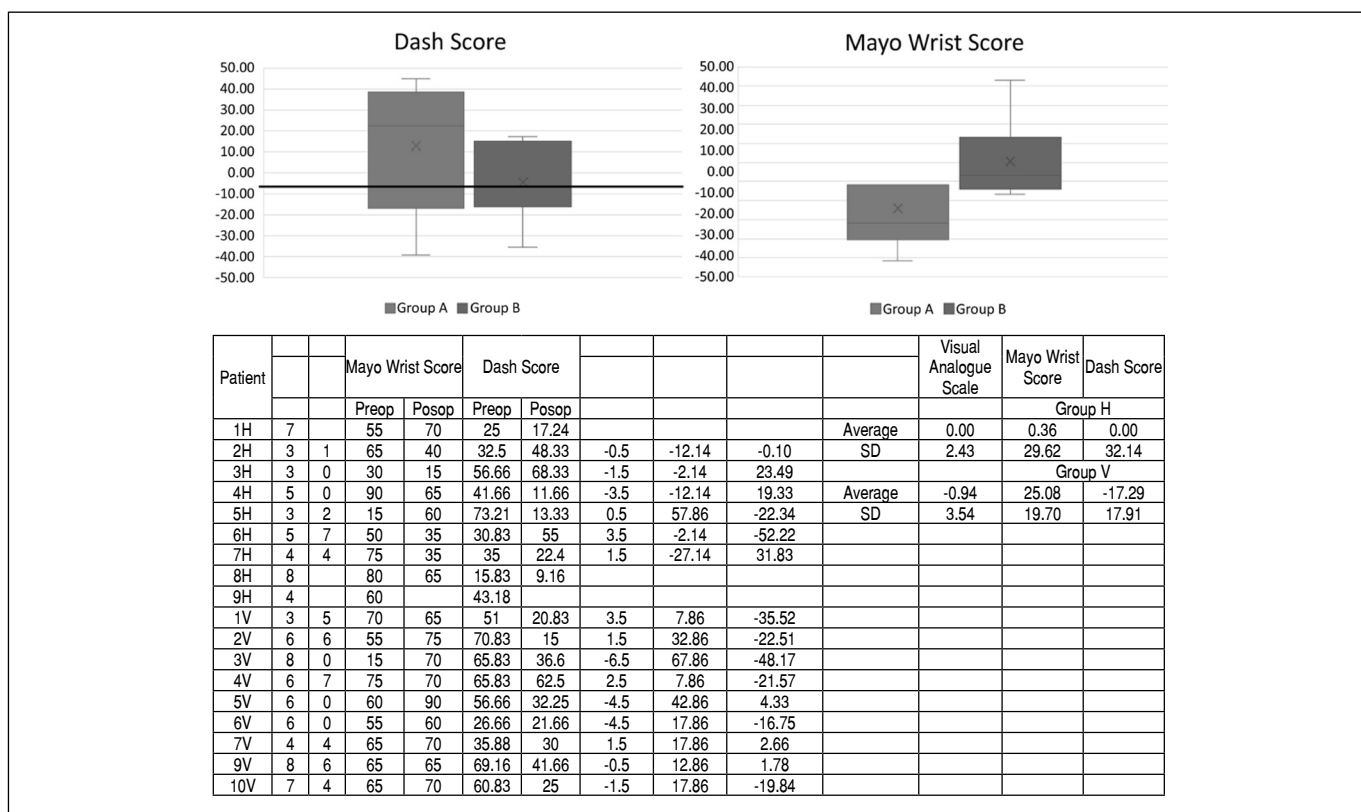 Dash Score
50.00
40.00
30.00
20.00
10.00
0.00
-10.00
-20.00
-30.00
-40.00
-50.00
Group A Group B
Mayo Wrist Score
50.00
40.00
30.00
20.00
10.00
0.00
-10.00
-20.00
-30.00
-40.00
-50.00
Group A Group B
Patient Mayo Wrist Score Dash Score Visual Analogue Scale Mayo Wrist Score Dash Score
Preop Posop Preop Posop Group H
1H 7 55 70 25 17.24 Average 0.00 0.36 0.00
2H 3 1 65 40 32.5 48.33 -0.5 -12.14 -0.10 SD 2.43 29.62 32.14
3H 3 0 30 15 56.66 68.33 -1.5 -2.14 23.49 Group V
4H 5 0 90 65 41.66 11.66 -3.5 -12.14 19.33 Average -0.94 25.08 -17.29
5H 3 2 15 60 73.21 13.33 0.5 57.86 -22.34 SD 3.54 19.70 17.91
6H 5 7 50 35 30.83 55 3.5 -2.14 -52.22
7H 4 4 75 35 35 22.4 1.5 -27.14 31.83
8H 8 80 65 15.83 9.16
9H 4 60 43.18
1V 3 5 70 65 51 20.83 3.5 7.86 -35.52
2V 6 6 55 75 70.83 15 1.5 32.86 -22.51
3V 8 0 15 70 65.83 36.6 -6.5 67.86 -48.17
4V 6 7 75 70 65.83 62.5 2.5 7.86 -21.57
5V 6 0 60 90 56.66 32.25 -4.5 42.86 4.33
6V 6 0 55 60 26.66 21.66 -4.5 17.86 -16.75
7V 4 4 65 70 35.88 30 1.5 17.86 2.66
9V 8 6 65 65 69.16 41.66 -0.5 12.86 1.78
10V 7 4 65 70 60.83 25 -1.5 17.86 -19.84